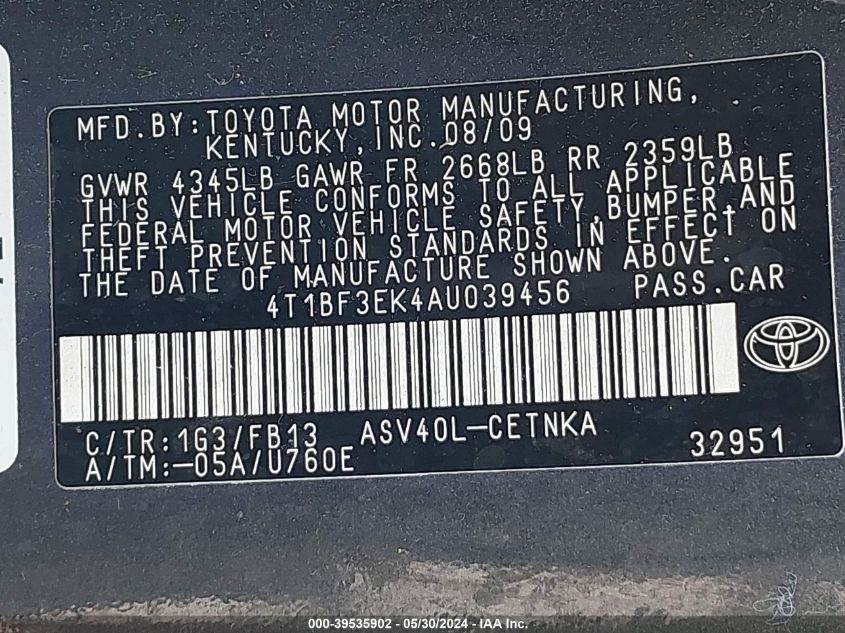 MFD.BY:TOYOTA MOTOR MANUFACTURING,
KENTUCKY,INC.08/09
GVWR 4345LB GAWR FR 2668LB RR 2359LB
THIS VEHICLE CONFORMS TO ALL APPLICABLE
FEDERAL MOTOR VEHICLE SAFETY,BUMPER,AND
THEFT PREVENTION STANDARDS IN EFFECT ON
THE DATE OF MANUFACTURE SHOWN ABOVE.
4T1BF3EK4AU039456 PASS.CAR
C/TR:1G3/FB13 ASV40L-CETNKA
A/TM:-05A/U760E 32951
000-39535902 - 05/30/2024 - IAA Inc.